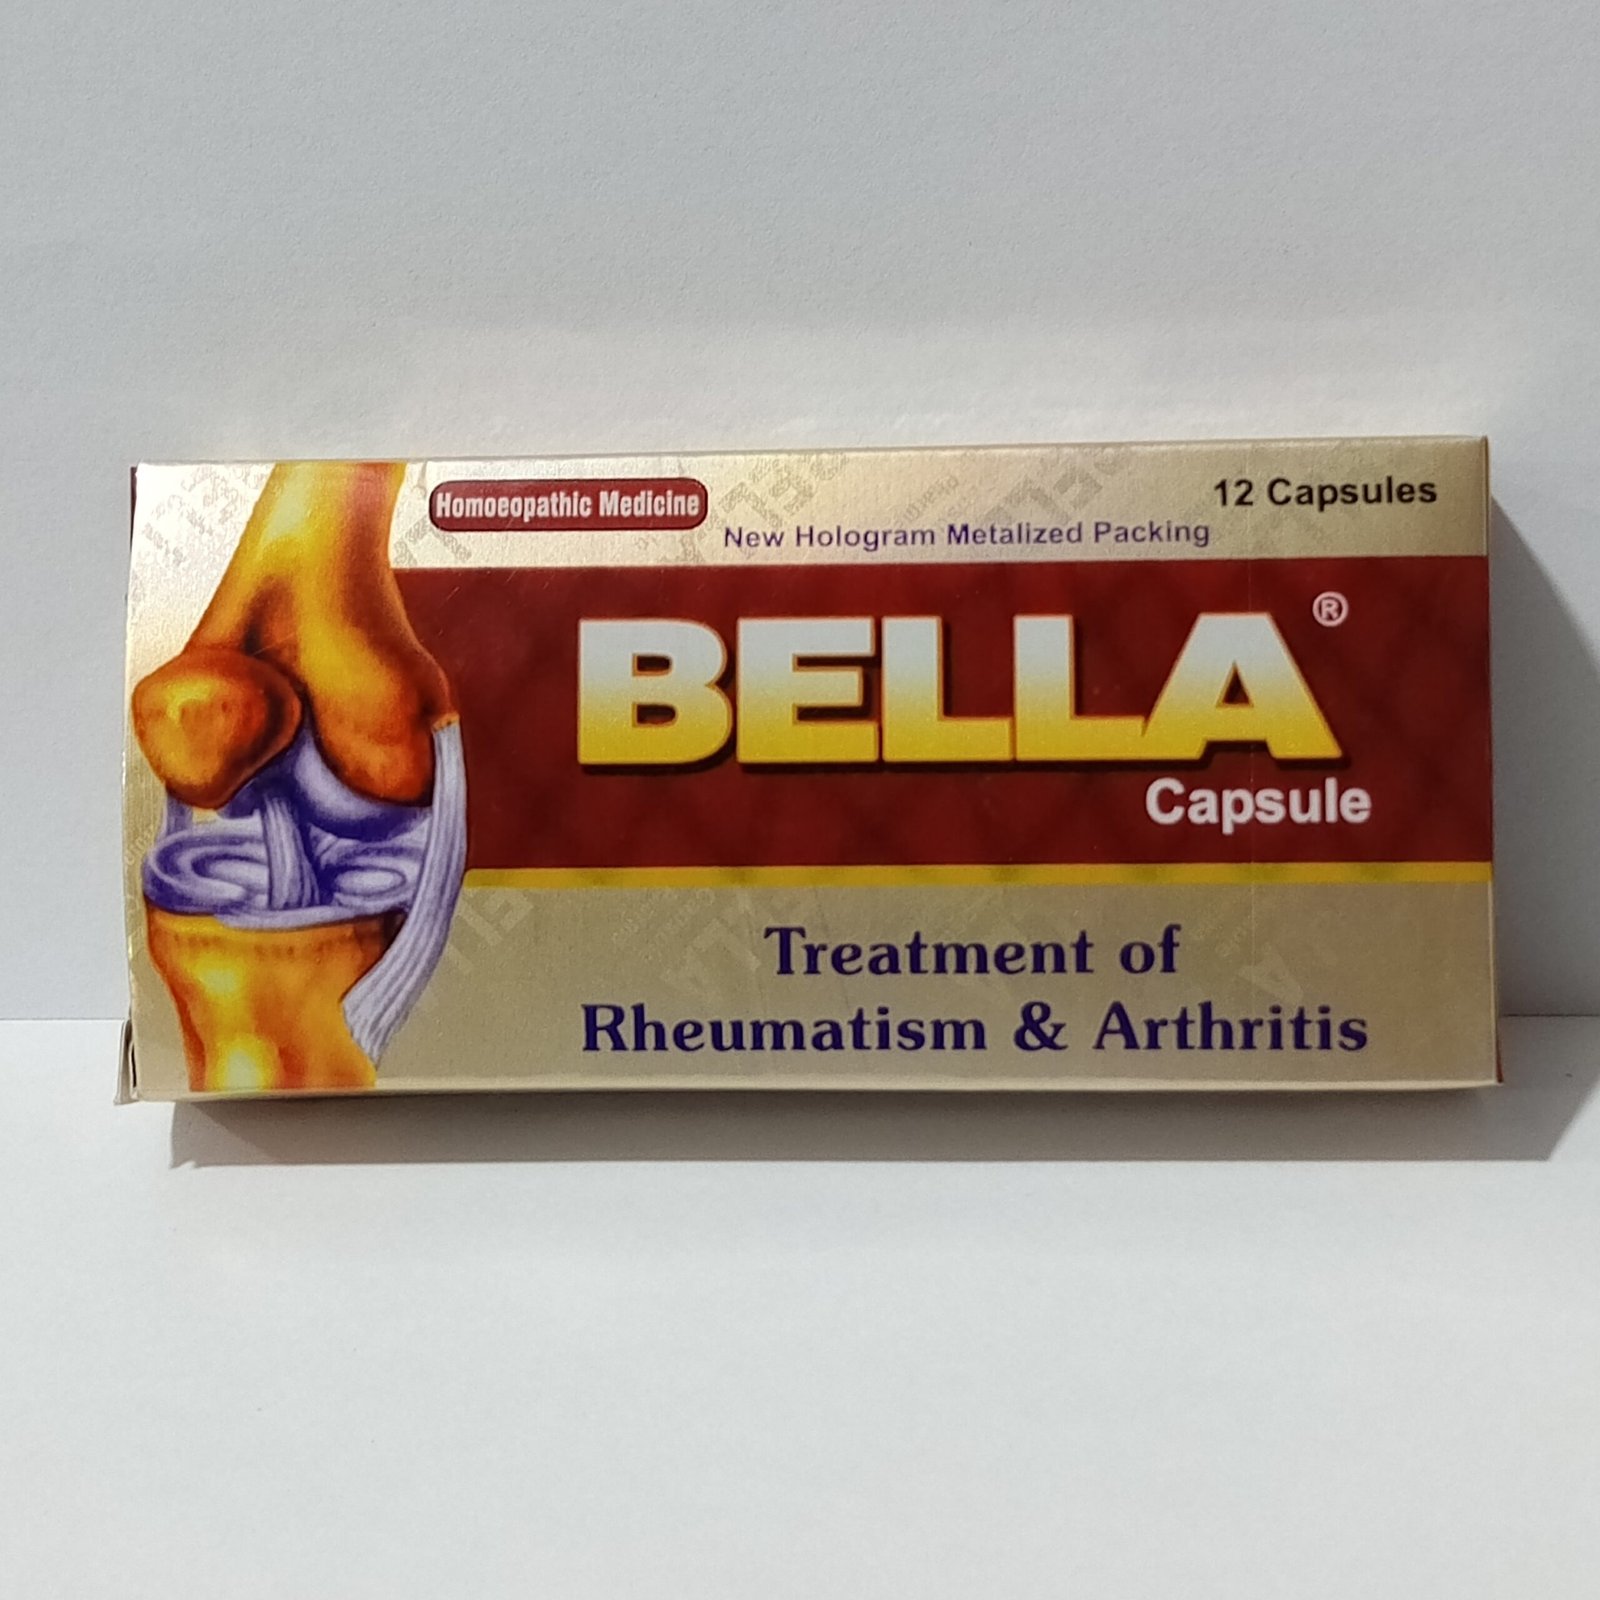 Homoeopathic Medicine
12 Capsules
New Hologram Metalized Packing
BELLA®
Capsule
Treatment of
Rheumatism & Arthritis